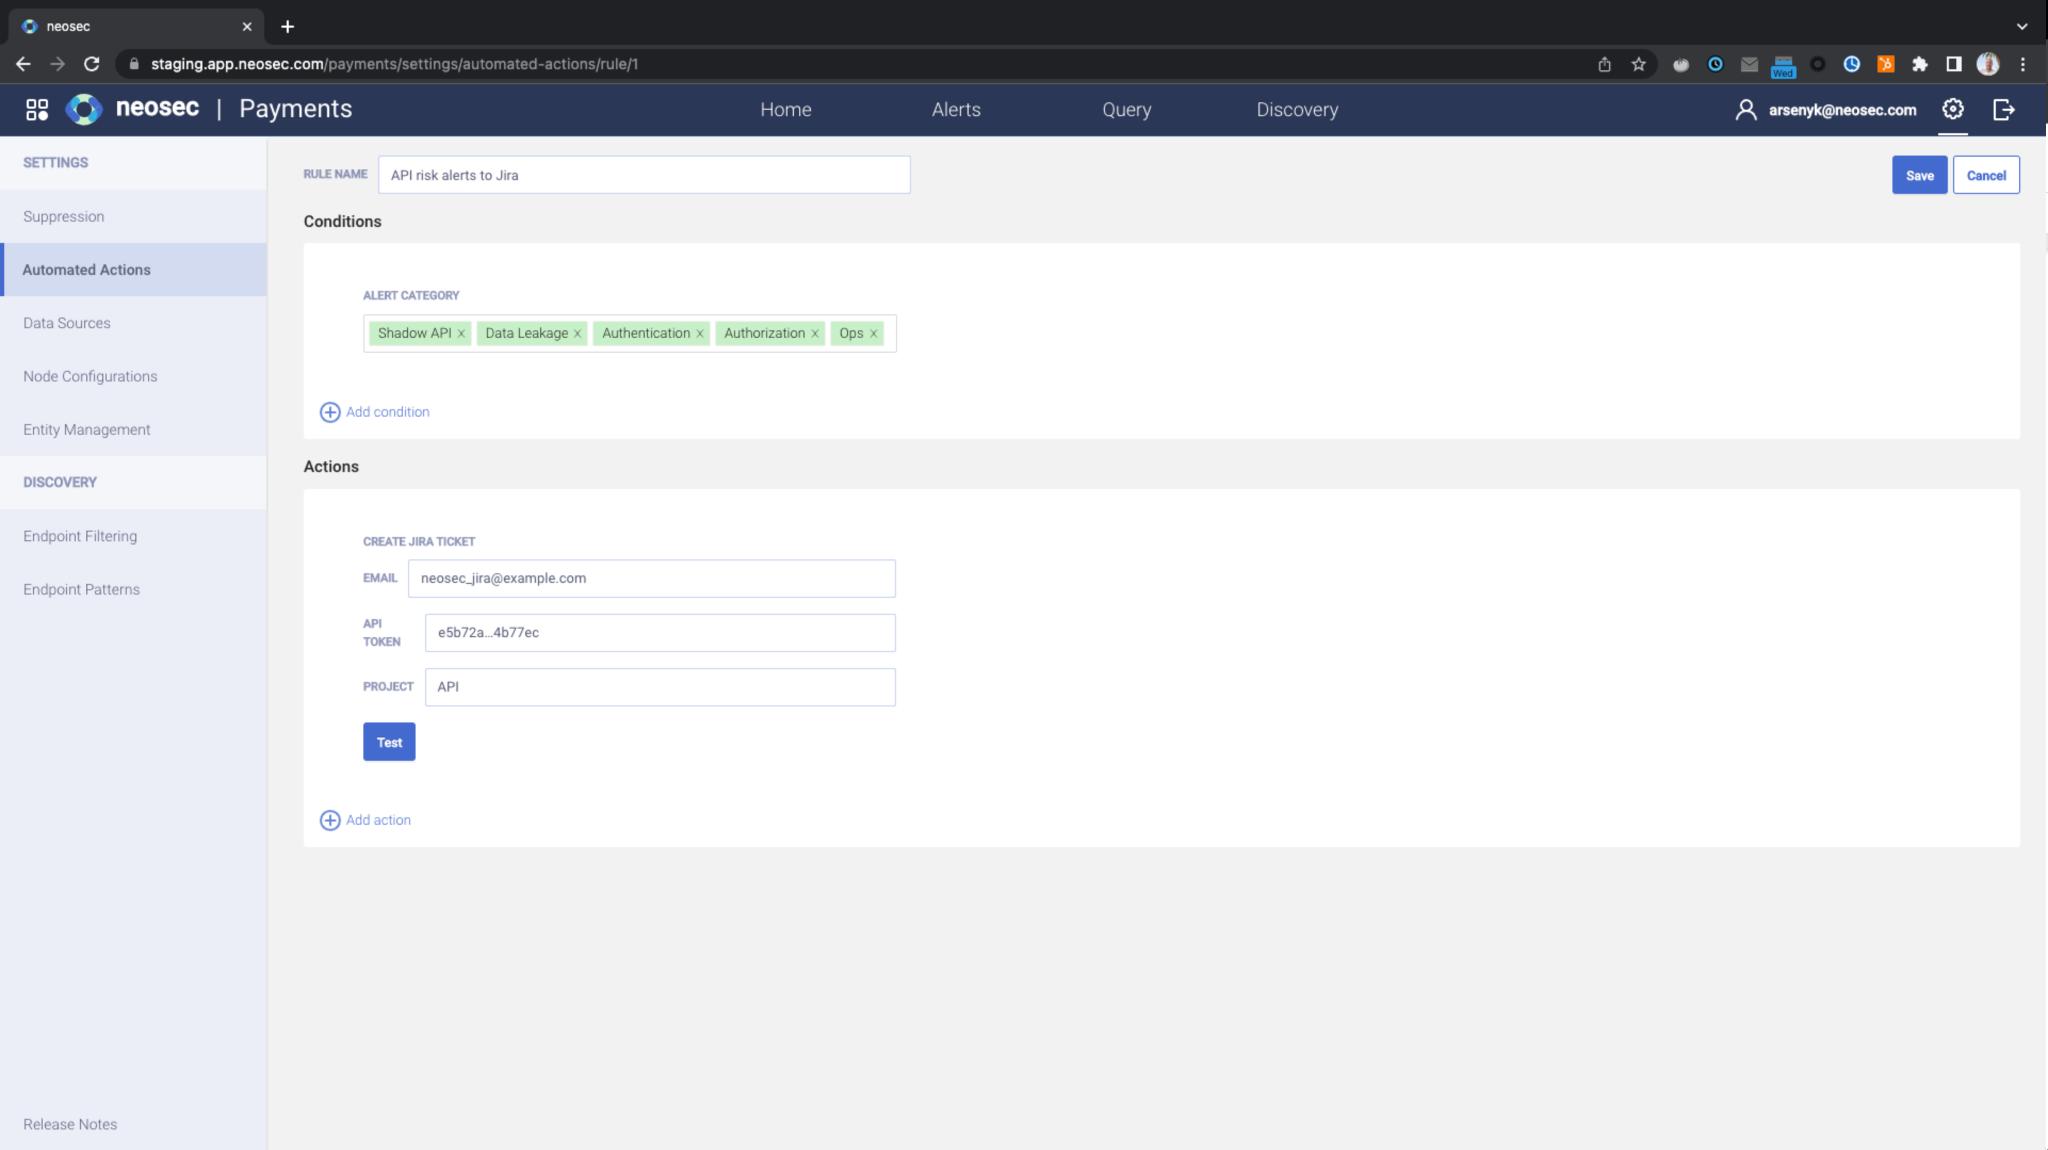 neosec
staging.app.neosec.com/payments/settings/automated-actions/rule/1
Wed
neosec | Payments
Home
Alerts
Query
Discovery
arsenyk@neosec.com
SETTINGS
Suppression
Automated Actions
Data Sources
Node Configurations
Entity Management
DISCOVERY
Endpoint Filtering
Endpoint Patterns
Release Notes
RULE NAME
API risk alerts to Jira
Save
Cancel
Conditions
ALERT CATEGORY
Shadow API x Data Leakage x Authentication x Authorization x Ops x
Add condition
Actions
CREATE JIRA TICKET
EMAIL
neosec_jira@example.com
API
TOKEN
e5b72a...4b77ec
PROJECT
API
Test
Add action